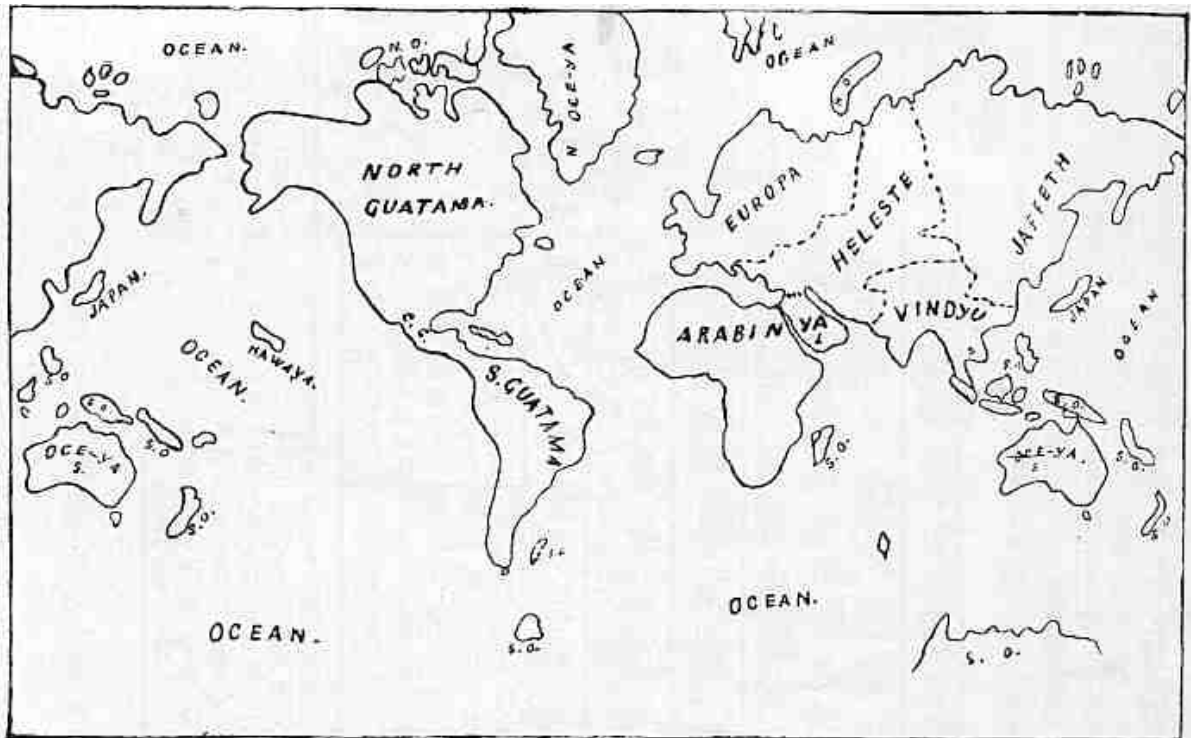 OCEAN.
N.O.
N. OCE-YA
OCEAN
N O
NORTH
GUATAMA.
EUROPA
HELESTE
JAFFETH
JAPAN.
OCEAN
VINDYU
JAPAN
OCEAN
HAWAYA.
OCEAN.
C.G.
S. GUATAMA
ARABIN YA
S.O
S.O.
S.O.
S.O.
OCE-YA
S.
S.O.
S.O.
S.O.
OCE-YA.
S
S.O.
S.O.
S.O
OCEAN.
OCEAN.
S.O.
S. O.